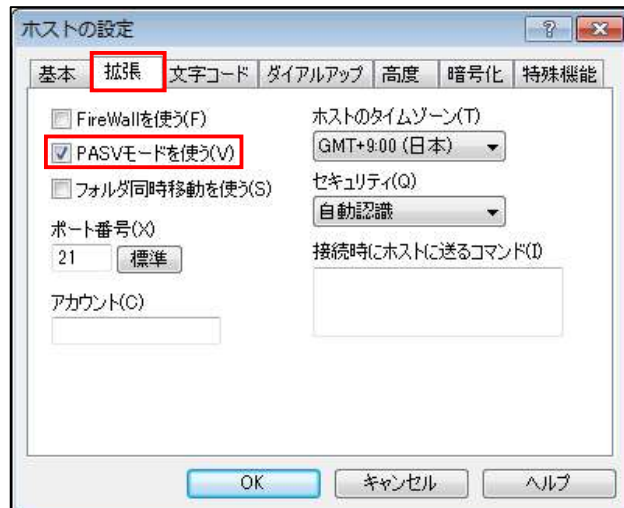 ホストの設定
基本 拡張 文字コード ダイアルアップ 高度 暗号化 特殊機能
FireWallを使う(F)
PASVモードを使う(V)
フォルダ同時移動を使う(S)
ポート番号(X)
21 標準
アカウント(C)
ホストのタイムゾーン(T)
GMT+9:00 (日本)
セキュリティ(Q)
自動認識
接続時にホストに送るコマンド(I)
OK キャンセル ヘルプ